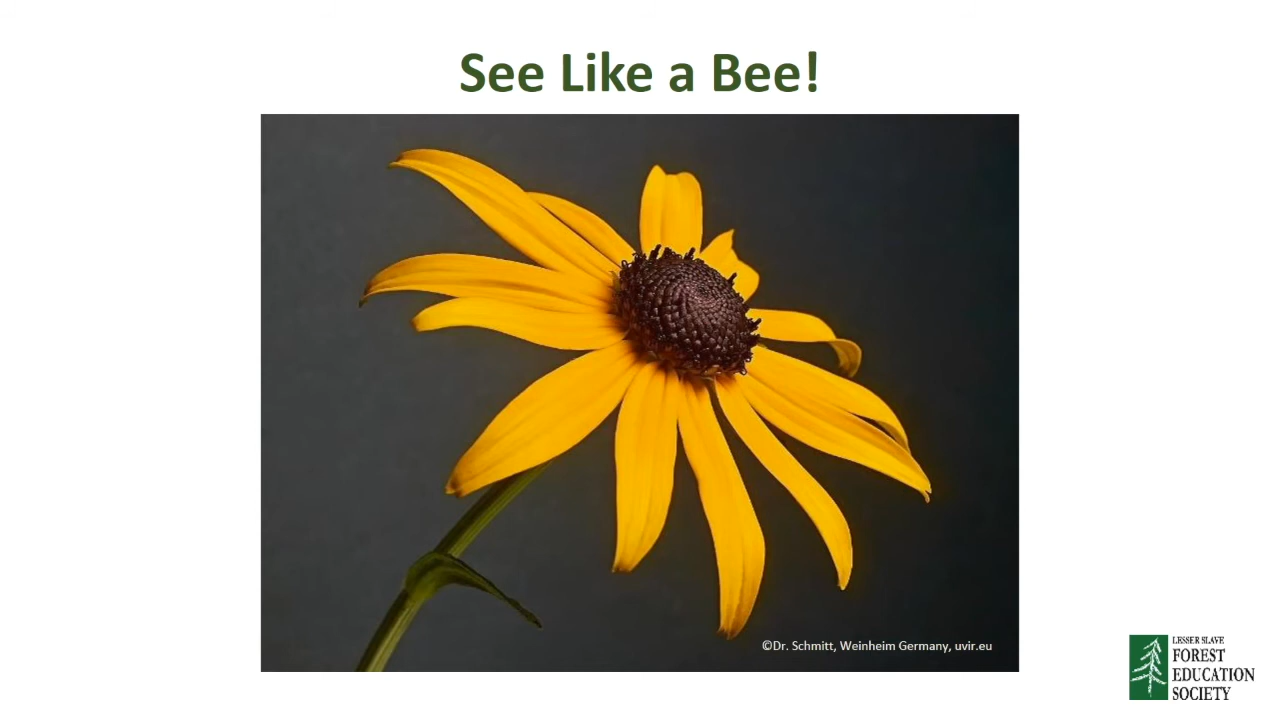 See Like a Bee!
©Dr. Schmitt, Weinheim Germany, uvir.eu
LESSER SLAVE
FOREST
EDUCATION
SOCIETY